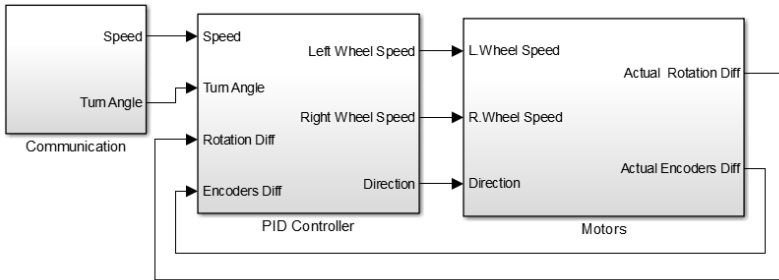 Speed
Turn Angle
Communication
Speed
Turn Angle
Rotation Diff
Encoders Diff
Left Wheel Speed
Right Wheel Speed
Direction
PID Controller
L.Wheel Speed
R.Wheel Speed
Direction
Actual Rotation Diff
Actual Encoders Diff
Motors